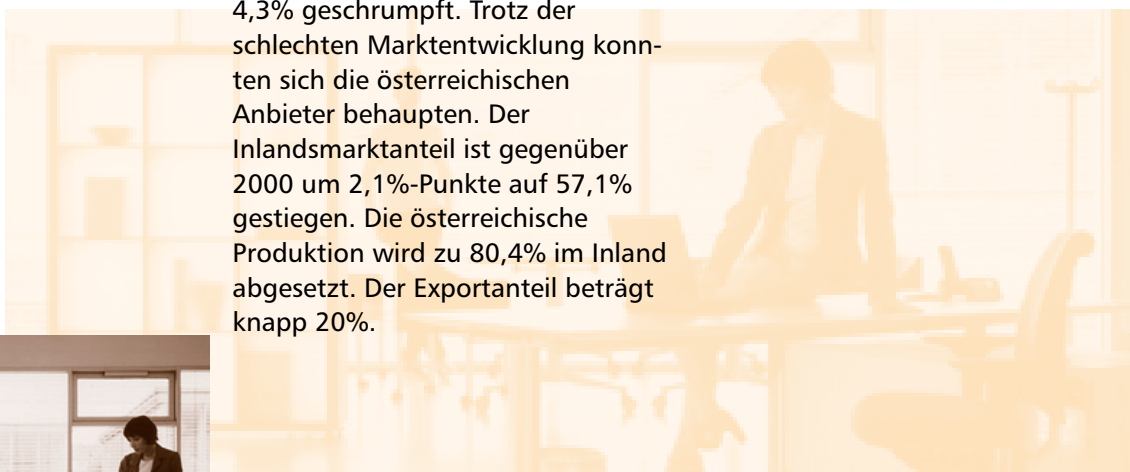 4,3% geschrumpft. Trotz der
schlechten Marktentwicklung konn-
ten sich die österreichischen
Anbieter behaupten. Der
Inlandsmarktanteil ist gegenüber
2000 um 2,1%-Punkte auf 57,1%
gestiegen. Die österreichische
Produktion wird zu 80,4% im Inland
abgesetzt. Der Exportanteil beträgt
knapp 20%.